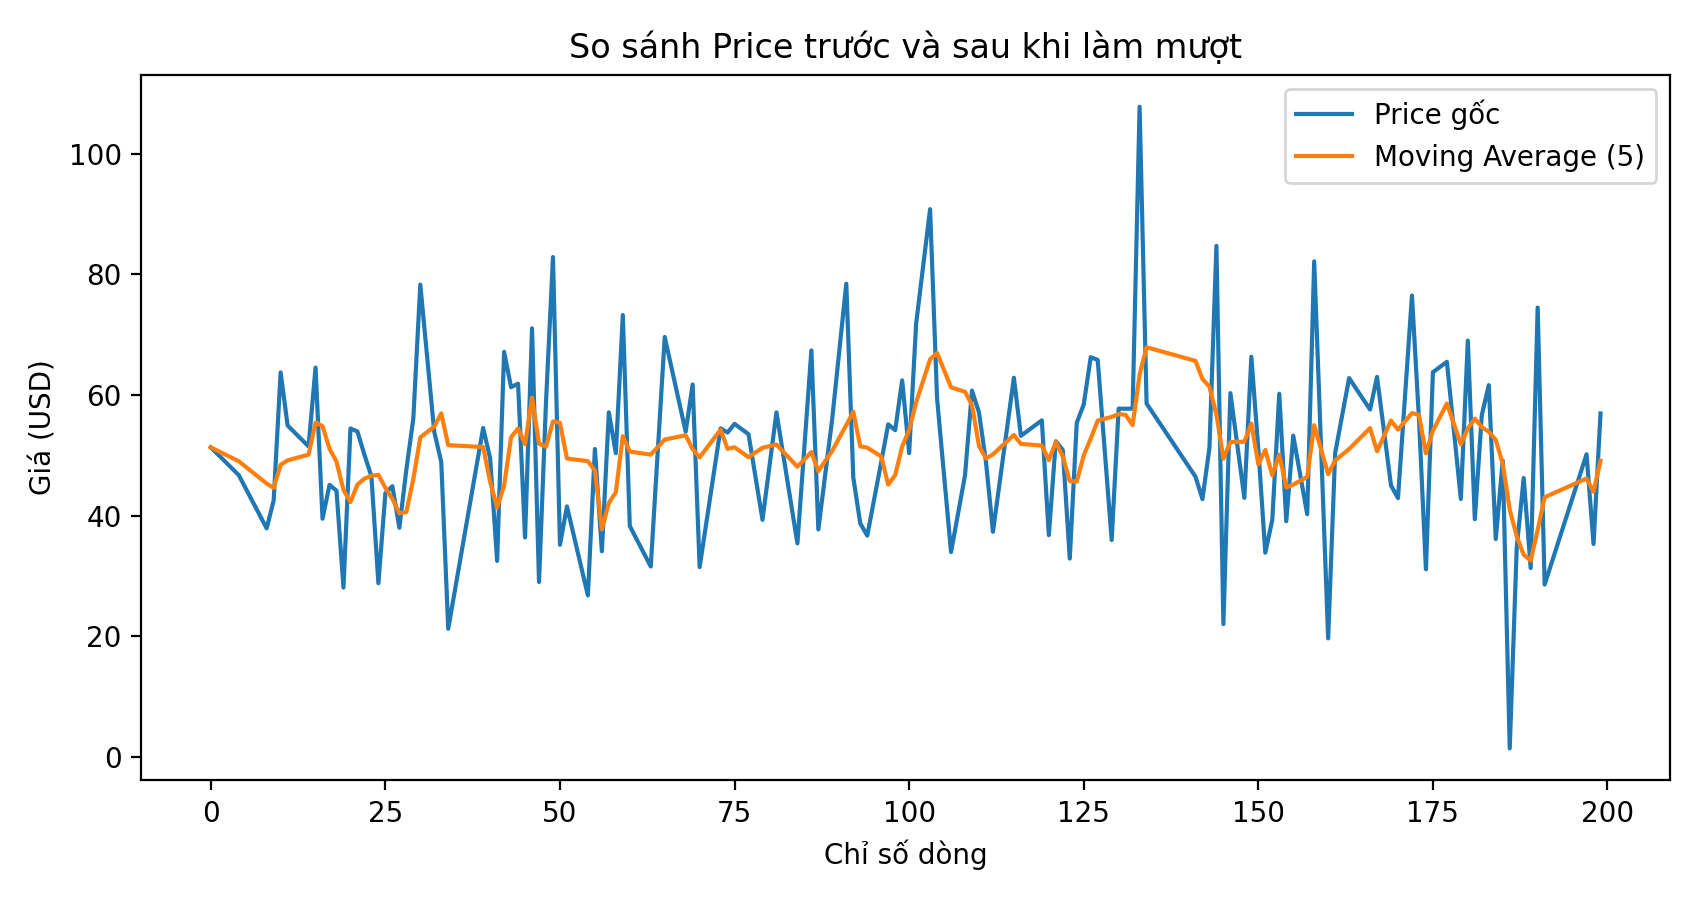 So sánh Price trước và sau khi làm mượt
Price gốc
Moving Average (5)
Giá (USD)
100
80
60
40
20
0
0 25 50 75 100 125 150 175 200
Chỉ số dòng